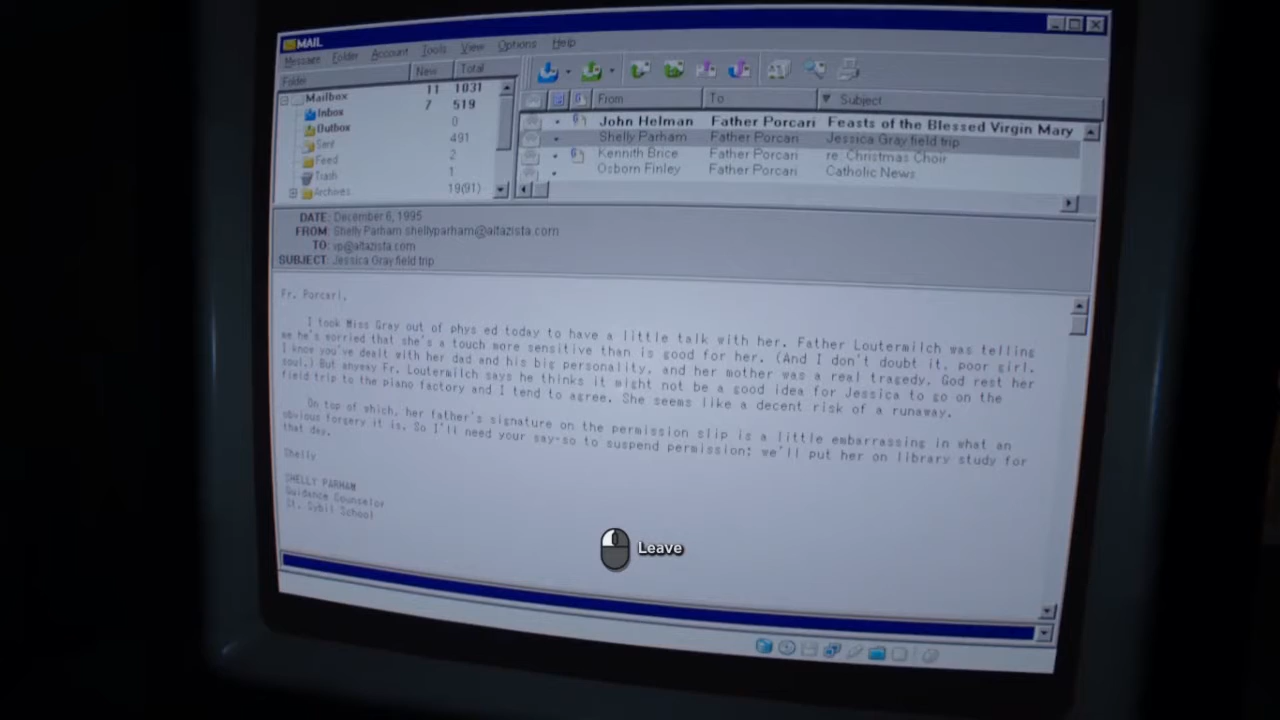 MAIL
Message Folder Account Tools View Options Help
Folder New Total
Mailbox 11 1031
Inbox 7 519
Outbox 0
Sent 491
Feed 2
Trash 1
Archives 19(91)
From To Subject
John Helman Father Porcari Feasts of the Blessed Virgin Mary
Shelly Parham Father Porcari Jessica Gray field trip
Kennith Brice Father Porcari re: Christmas Choir
Osborn Finley Father Porcari Catholic News
DATE: December 6, 1995
FROM: Shelly Parham shellyparham@altazista.com
TO: vp@altazista.com
SUBJECT: Jessica Gray field trip
Fr. Porcari,
I took Miss Gray out of phys ed today to have a little talk with her. Father Loutermilch was telling
me he's worried that she's a touch more sensitive than is good for her. (And I don't doubt it, poor girl.
I know you've dealt with her dad and his big personality, and her mother was a real tragedy, God rest her
soul.) But anyway Fr. Loutermilch says he thinks it might not be a good idea for Jessica to go on the
field trip to the piano factory and I tend to agree. She seems like a decent risk of a runaway.
On top of which, her father's signature on the permission slip is a little embarrassing in what an
obvious forgery it is. So I'll need your say-so to suspend permission; we'll put her on library study for
that day.
Shelly
SHELLY PARHAM
Guidance Counselor
St. Sybil School
Leave